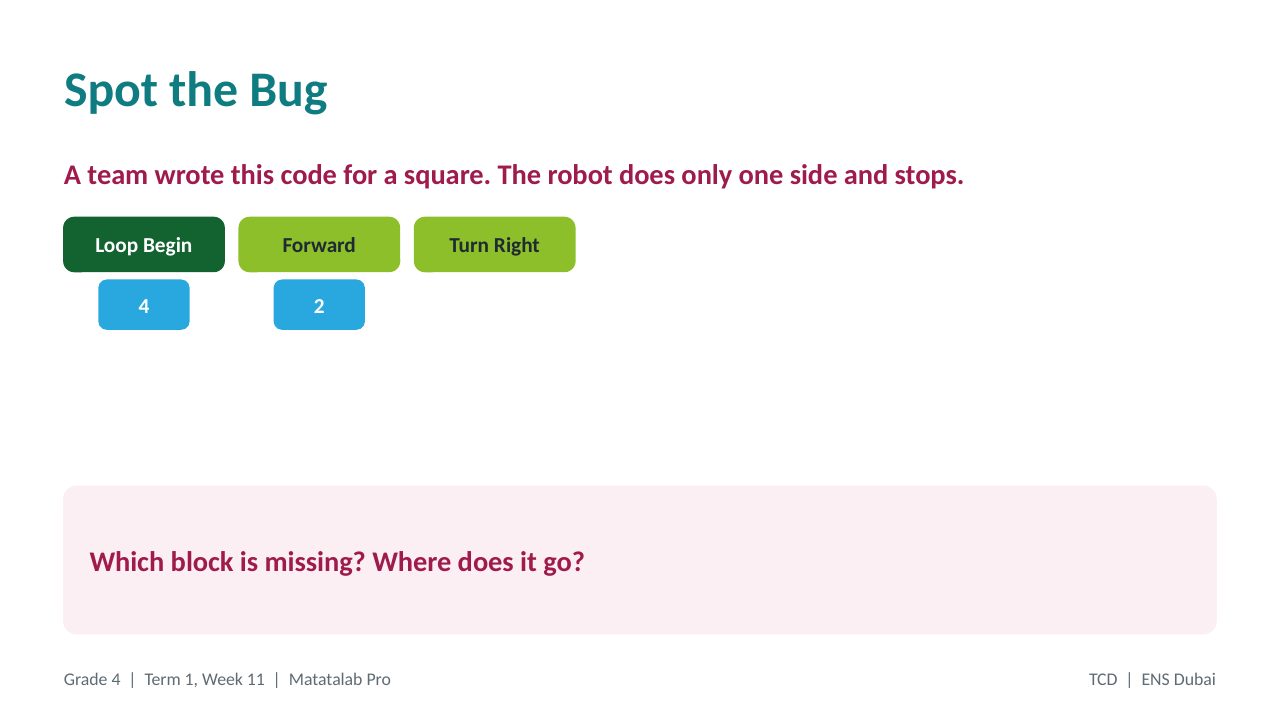 Spot the Bug
A team wrote this code for a square. The robot does only one side and stops.
Loop Begin Forward Turn Right
4 2
Which block is missing? Where does it go?
Grade 4 | Term 1, Week 11 | Matatalab Pro TCD | ENS Dubai